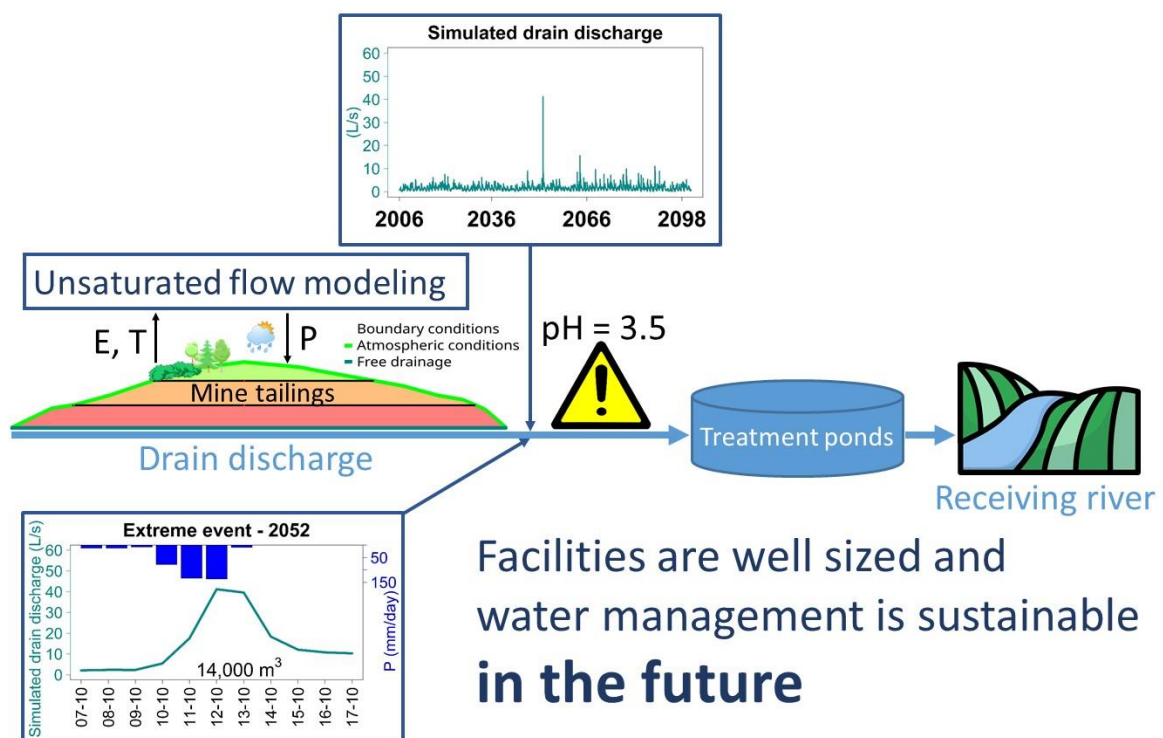 Simulated drain discharge
(L/s)
60
50
40
30
20
10
0
2006 2036 2066 2098
Unsaturated flow modeling
E, T
P
Boundary conditions
Atmospheric conditions
Free drainage
pH = 3.5
Mine tailings
Drain discharge
Treatment ponds
Receiving river
Extreme event - 2052
Simulated drain discharge (L/s)
60
50
40
30
20
10
0
50
150
P (mm/day)
14,000 m³
07-10
08-10
09-10
10-10
11-10
12-10
13-10
14-10
15-10
16-10
17-10
Facilities are well sized and
water management is sustainable
in the future